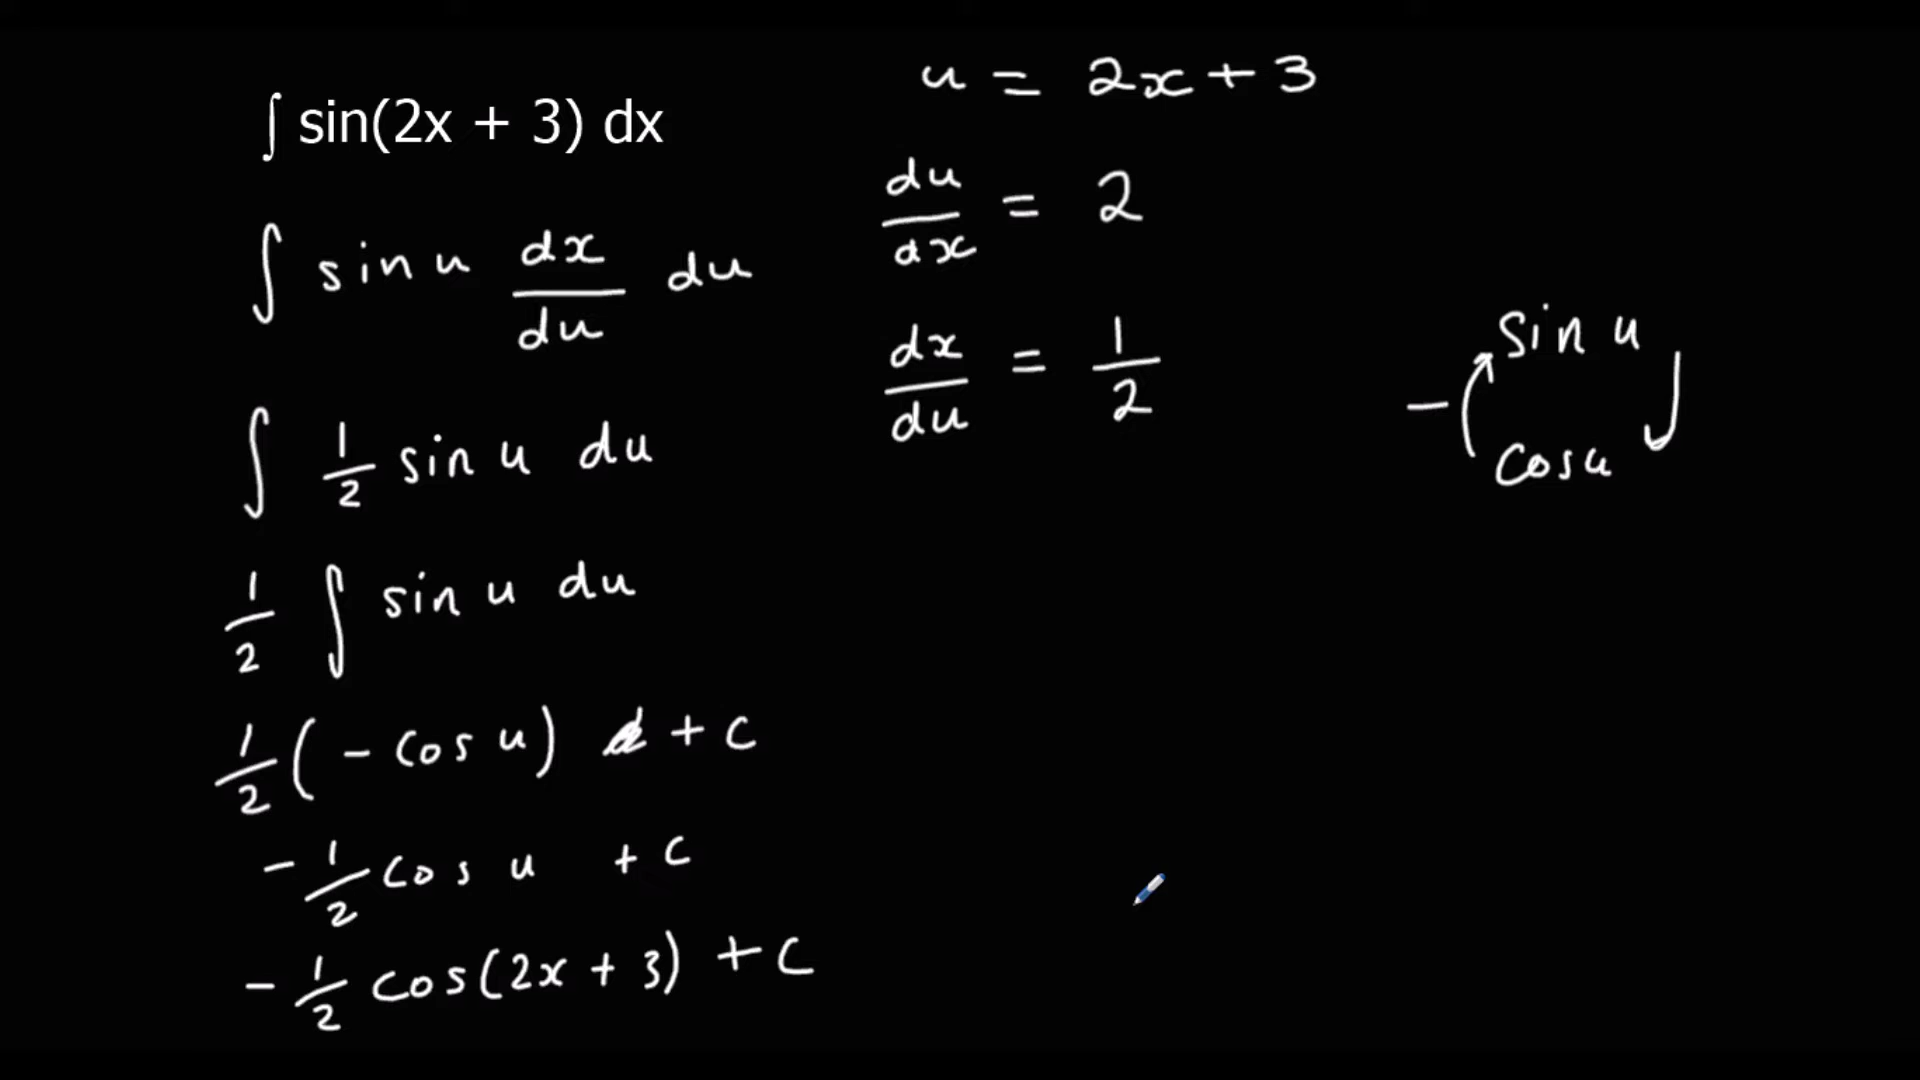 ∫ sin(2x + 3) dx
∫ sin u dx/du du
∫ 1/2 sin u du
1/2 ∫ sin u du
1/2 (- cos u) + c
- 1/2 cos u + c
- 1/2 cos(2x + 3) + c
u = 2x + 3
du/dx = 2
dx/du = 1/2
sin u
-
cos u